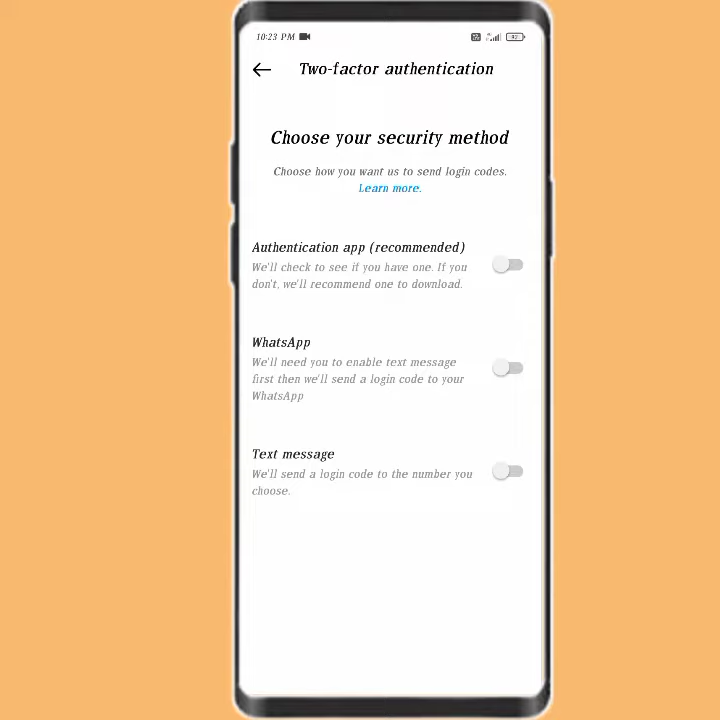 10:23 PM
42
Two-factor authentication
Choose your security method
Choose how you want us to send login codes.
Learn more.
Authentication app (recommended)
We'll check to see if you have one. If you
don't, we'll recommend one to download.
WhatsApp
We'll need you to enable text message
first then we'll send a login code to your
WhatsApp
Text message
We'll send a login code to the number you
choose.